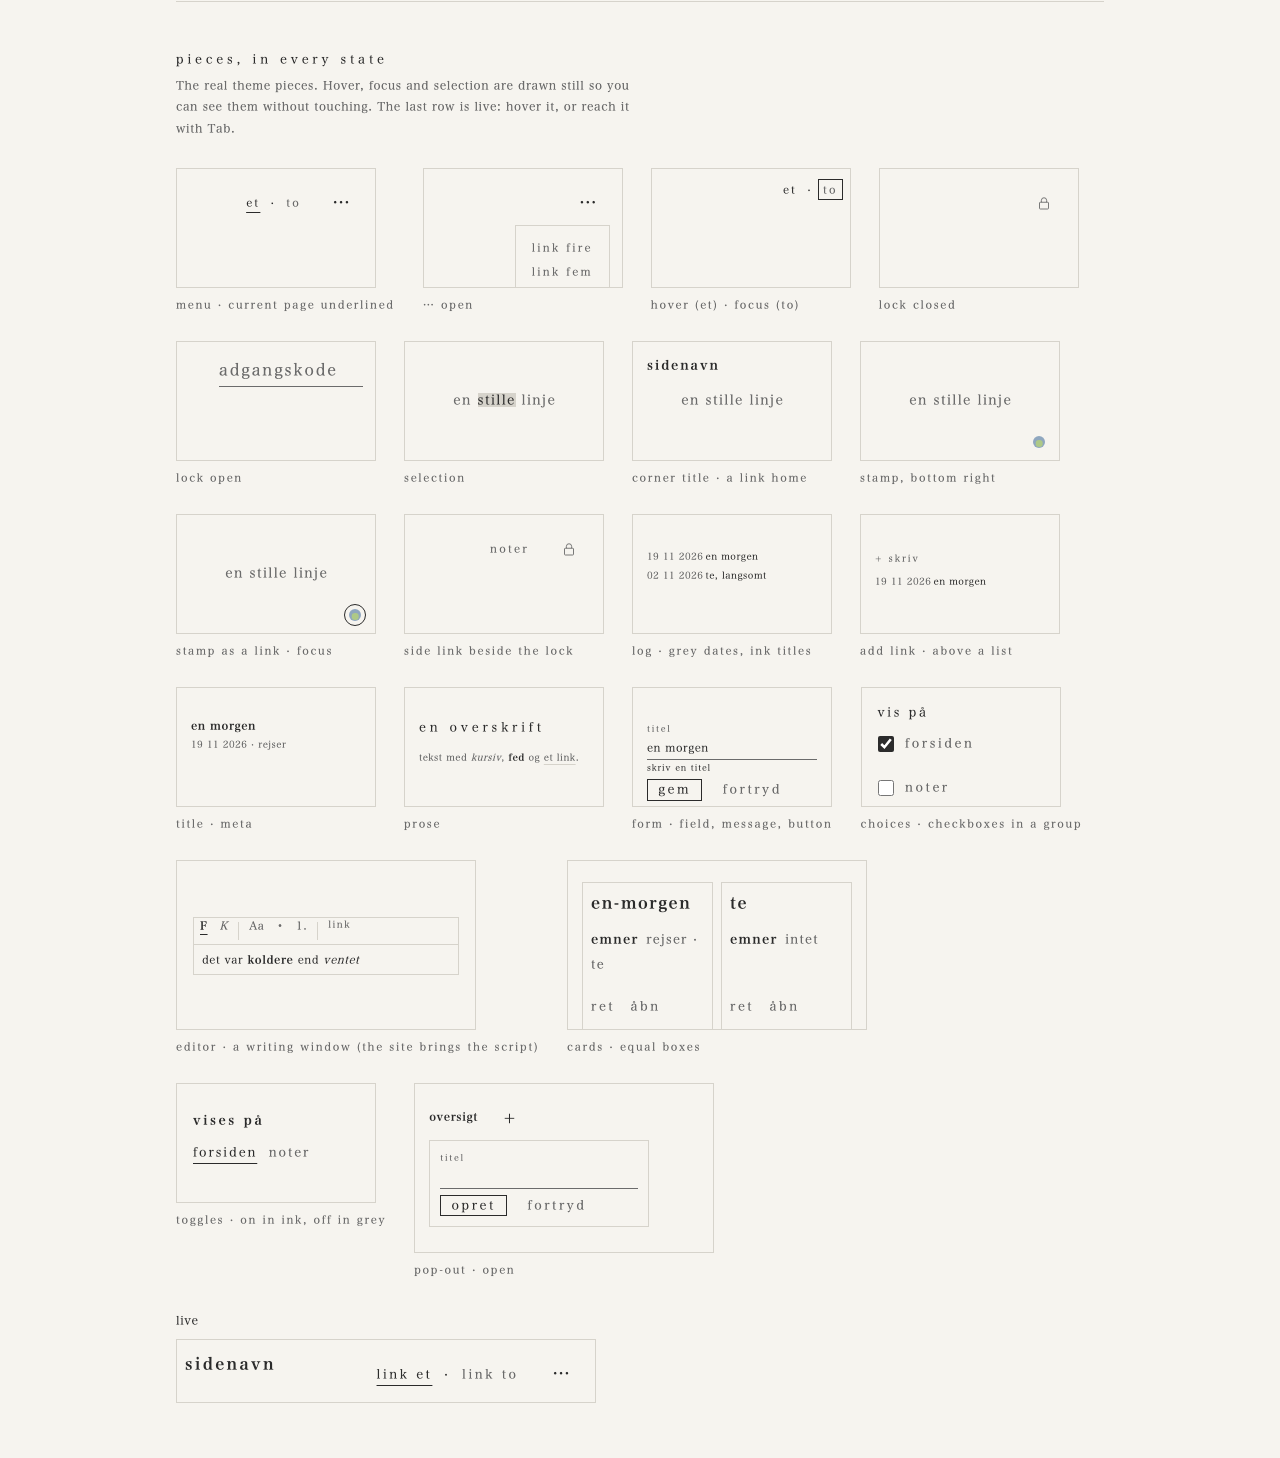 pieces, in every state
The real theme pieces. Hover, focus and selection are drawn still so you
can see them without touching. The last row is live: hover it, or reach it
with Tab.
et · to ···
···
link fire
link fem
et · to
menu · current page underlined
··· open
hover (et) · focus (to)
lock closed
adgangskode
en stille linje
sidenavn
en stille linje
en stille linje
lock open
selection
corner title · a link home
stamp, bottom right
en stille linje
noter
19 11 2026 en morgen
02 11 2026 te, langsomt
+ skriv
19 11 2026 en morgen
stamp as a link · focus
side link beside the lock
log · grey dates, ink titles
add link · above a list
en morgen
19 11 2026 · rejser
en overskrift
tekst med kursiv, fed og et link.
titel
en morgen
skriv en titel
gem fortryd
vis på
forsiden
noter
title · meta
prose
form · field, message, button
choices · checkboxes in a group
F K Aa • 1. link
det var koldere end ventet
en-morgen
emner rejser ·
te
ret åbn
te
emner intet
ret åbn
editor · a writing window (the site brings the script)
cards · equal boxes
vises på
forsiden noter
oversigt +
titel
opret fortryd
toggles · on in ink, off in grey
pop-out · open
live
sidenavn
link et · link to ···